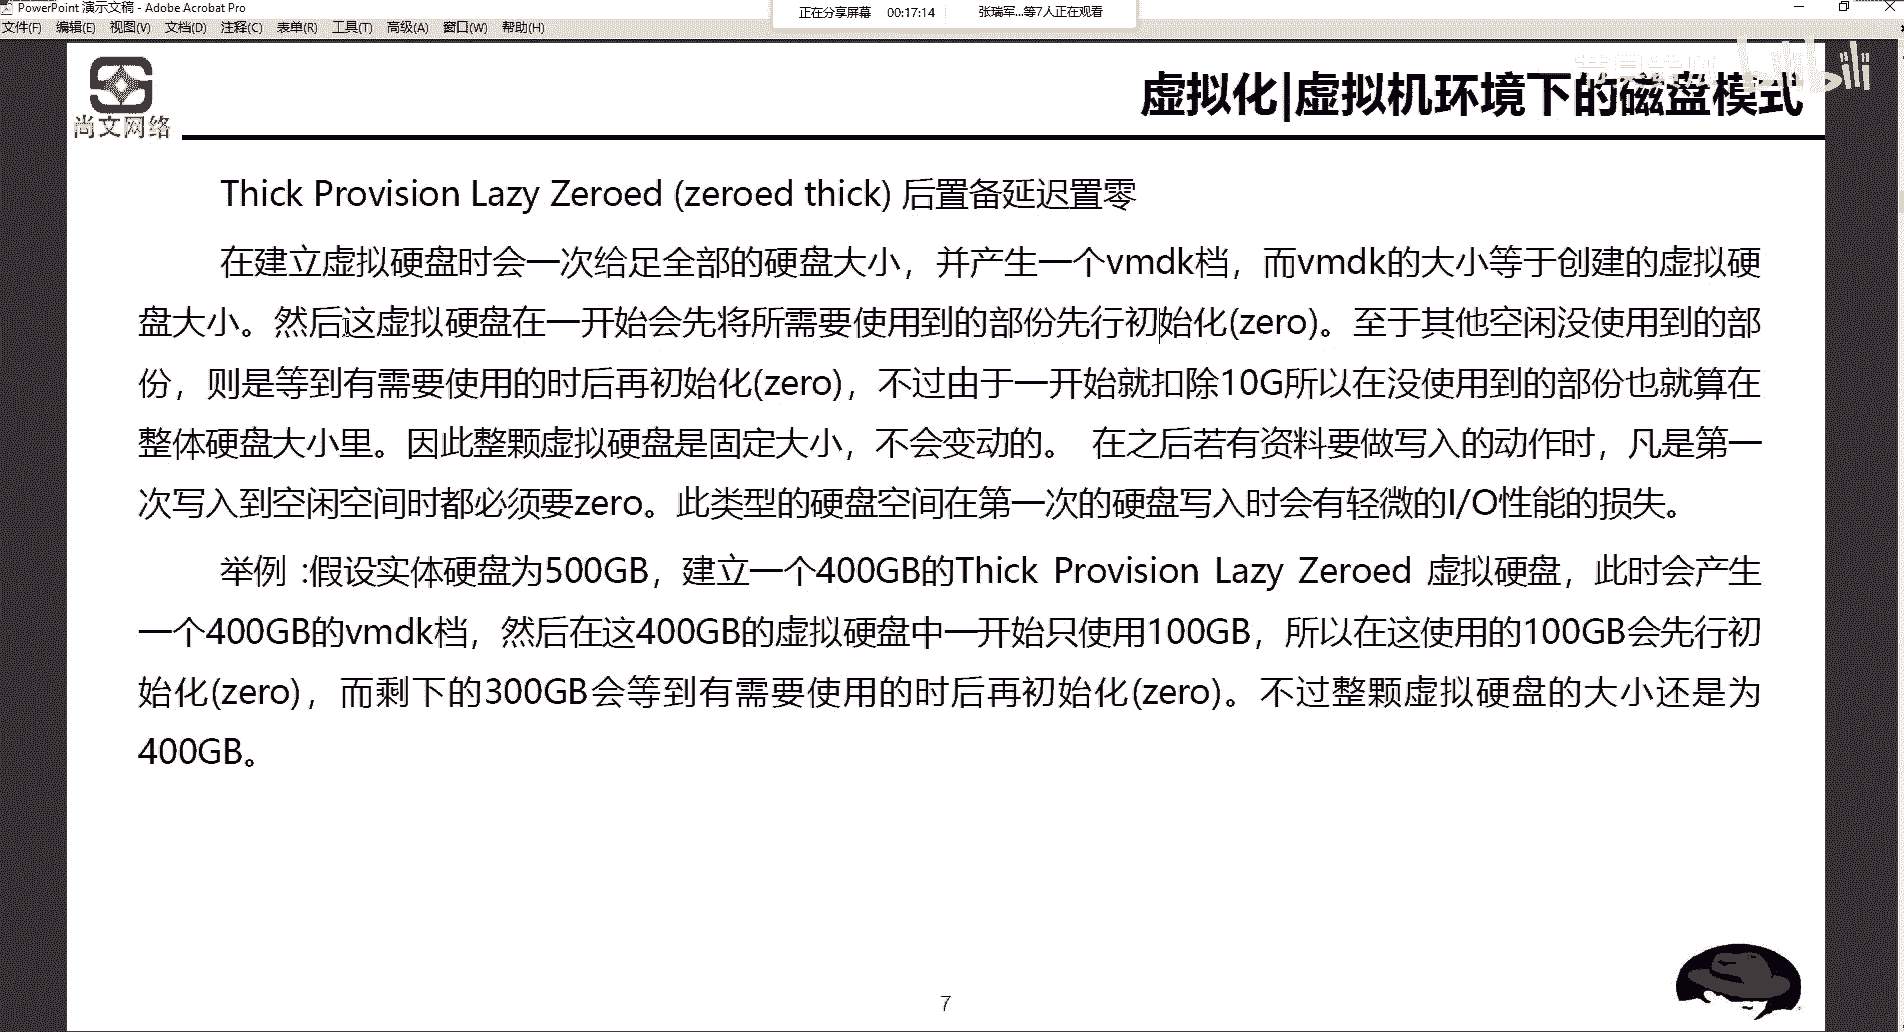 PowerPoint 演示文稿 - Adobe Acrobat Pro
正在分享屏幕 00:17:14 张瑞军...等7人正在观看
文件(F) 编辑(E) 视图(V) 文档(D) 注释(C) 表单(R) 工具(T) 高级(A) 窗口(W) 帮助(H)
bilibili
尚文网络
虚拟化|虚拟机环境下的磁盘模式
Thick Provision Lazy Zeroed (zeroed thick) 后置备延迟置零
在建立虚拟硬盘时会一次给足全部的硬盘大小，并产生一个vmdk档，而vmdk的大小等于创建的虚拟硬
盘大小。然后这虚拟硬盘在一开始会先将所需要使用到的部份先行初始化(zero)。至于其他空闲没使用到的部
份，则是等到有需要使用的时后再初始化(zero)，不过由于一开始就扣除10G所以在没使用到的部份也就算在
整体硬盘大小里。因此整颗虚拟硬盘是固定大小，不会变动的。 在之后若有资料要做写入的动作时，凡是第一
次写入到空闲空间时都必须要zero。此类型的硬盘空间在第一次的硬盘写入时会有轻微的I/O性能的损失。
举例 :假设实体硬盘为500GB，建立一个400GB的Thick Provision Lazy Zeroed 虚拟硬盘，此时会产生
一个400GB的vmdk档，然后在这400GB的虚拟硬盘中一开始只使用100GB，所以在这使用的100GB会先行初
始化(zero)，而剩下的300GB会等到有需要使用的时后再初始化(zero)。不过整颗虚拟硬盘的大小还是为
400GB。
7